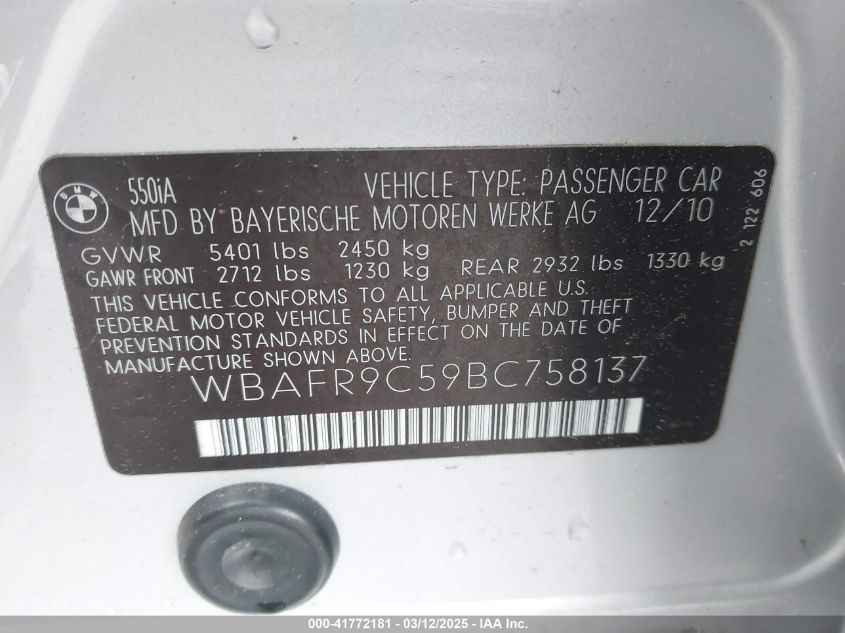 BMW
550iA VEHICLE TYPE: PASSENGER CAR
MFD BY BAYERISCHE MOTOREN WERKE AG 12/10
GVWR 5401 lbs 2450 kg
GAWR FRONT 2712 lbs 1230 kg REAR 2932 lbs 1330 kg
THIS VEHICLE CONFORMS TO ALL APPLICABLE U.S.
FEDERAL MOTOR VEHICLE SAFETY, BUMPER AND THEFT
PREVENTION STANDARDS IN EFFECT ON THE DATE OF
MANUFACTURE SHOWN ABOVE.
WBAFR9C59BC758137
2 122 606
000-41772181 - 03/12/2025 - IAA Inc.